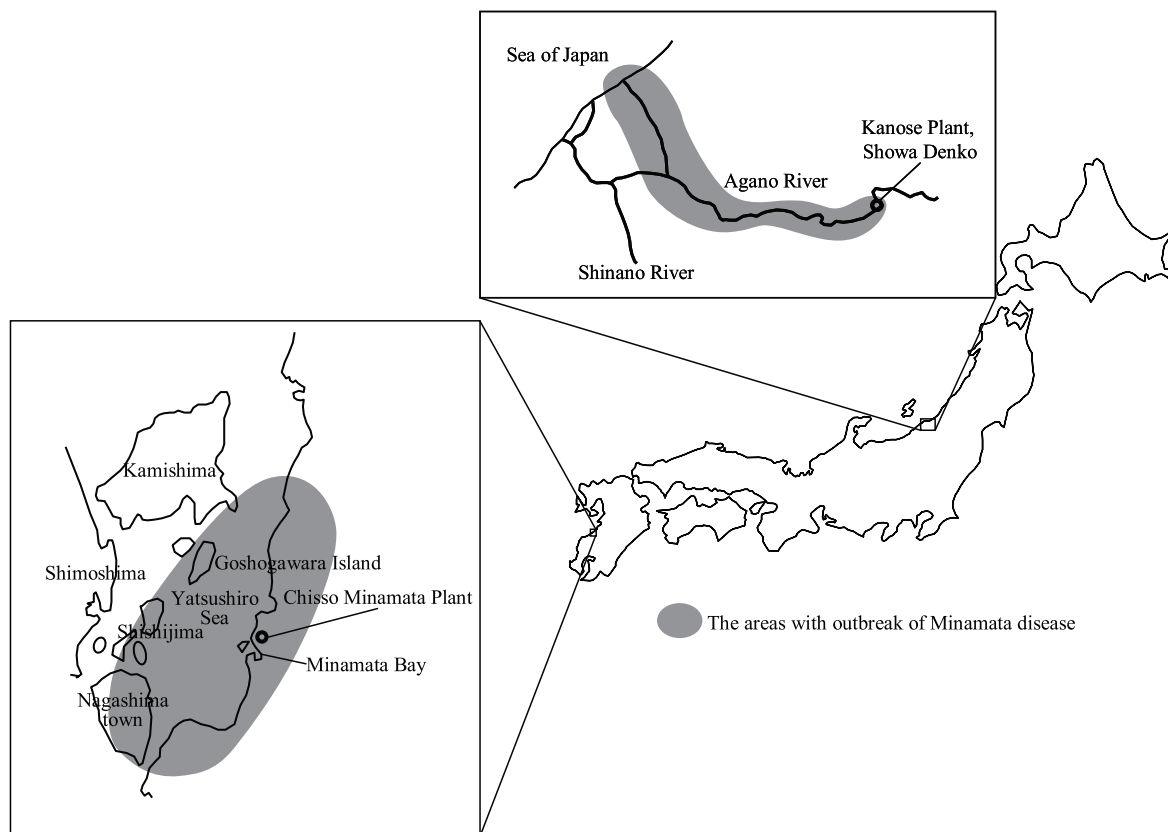 Sea of Japan
Kanose Plant,
Showa Denko
Agano River
Shinano River
Kamishima
Goshogawara Island
Shimoshima
Yatsushiro
Sea
Chisso Minamata Plant
Shishijima
Minamata Bay
Nagashima
town
The areas with outbreak of Minamata disease